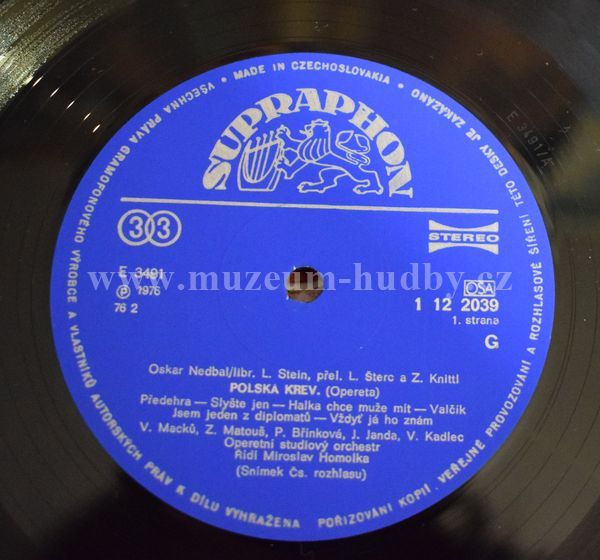 VŠECHNA PRÁVA GRAMOFONOVÉHO VÝROBCE A VLASTNÍKŮ AUTORSKÝCH PRÁV K DÍLU VYHRAŽENA POŘIZOVÁNÍ KOPIÍ, VEŘEJNÉ PROVOZOVÁNÍ A ROZHLASOVÉ ŠÍŘENÍ TÉTO DESKY JE ZAKÁZÁNO
• MADE IN CZECHOSLOVAKIA •
SUPRAPHON
E 3491/A
33
STEREO
E 3491
℗ 1976
76 2
OSA
1 12 2039
1. strana
G
www.muzeum-hudby.cz
Oskar Nedbal/libr. L. Stein, přel. L. Šterc a Z. Knittl
POLSKA KREV. (Opereta)
Předehra — Slyšte jen — Halka chce muže mít — Valčík
Jsem jeden z diplomatů — Vždyť já ho znám
V. Macků, Z. Matouš, P. Břínková, J. Janda, V. Kadlec
Operetní studiový orchestr
Řídí Miroslav Homolka
(Snímek Čs. rozhlasu)